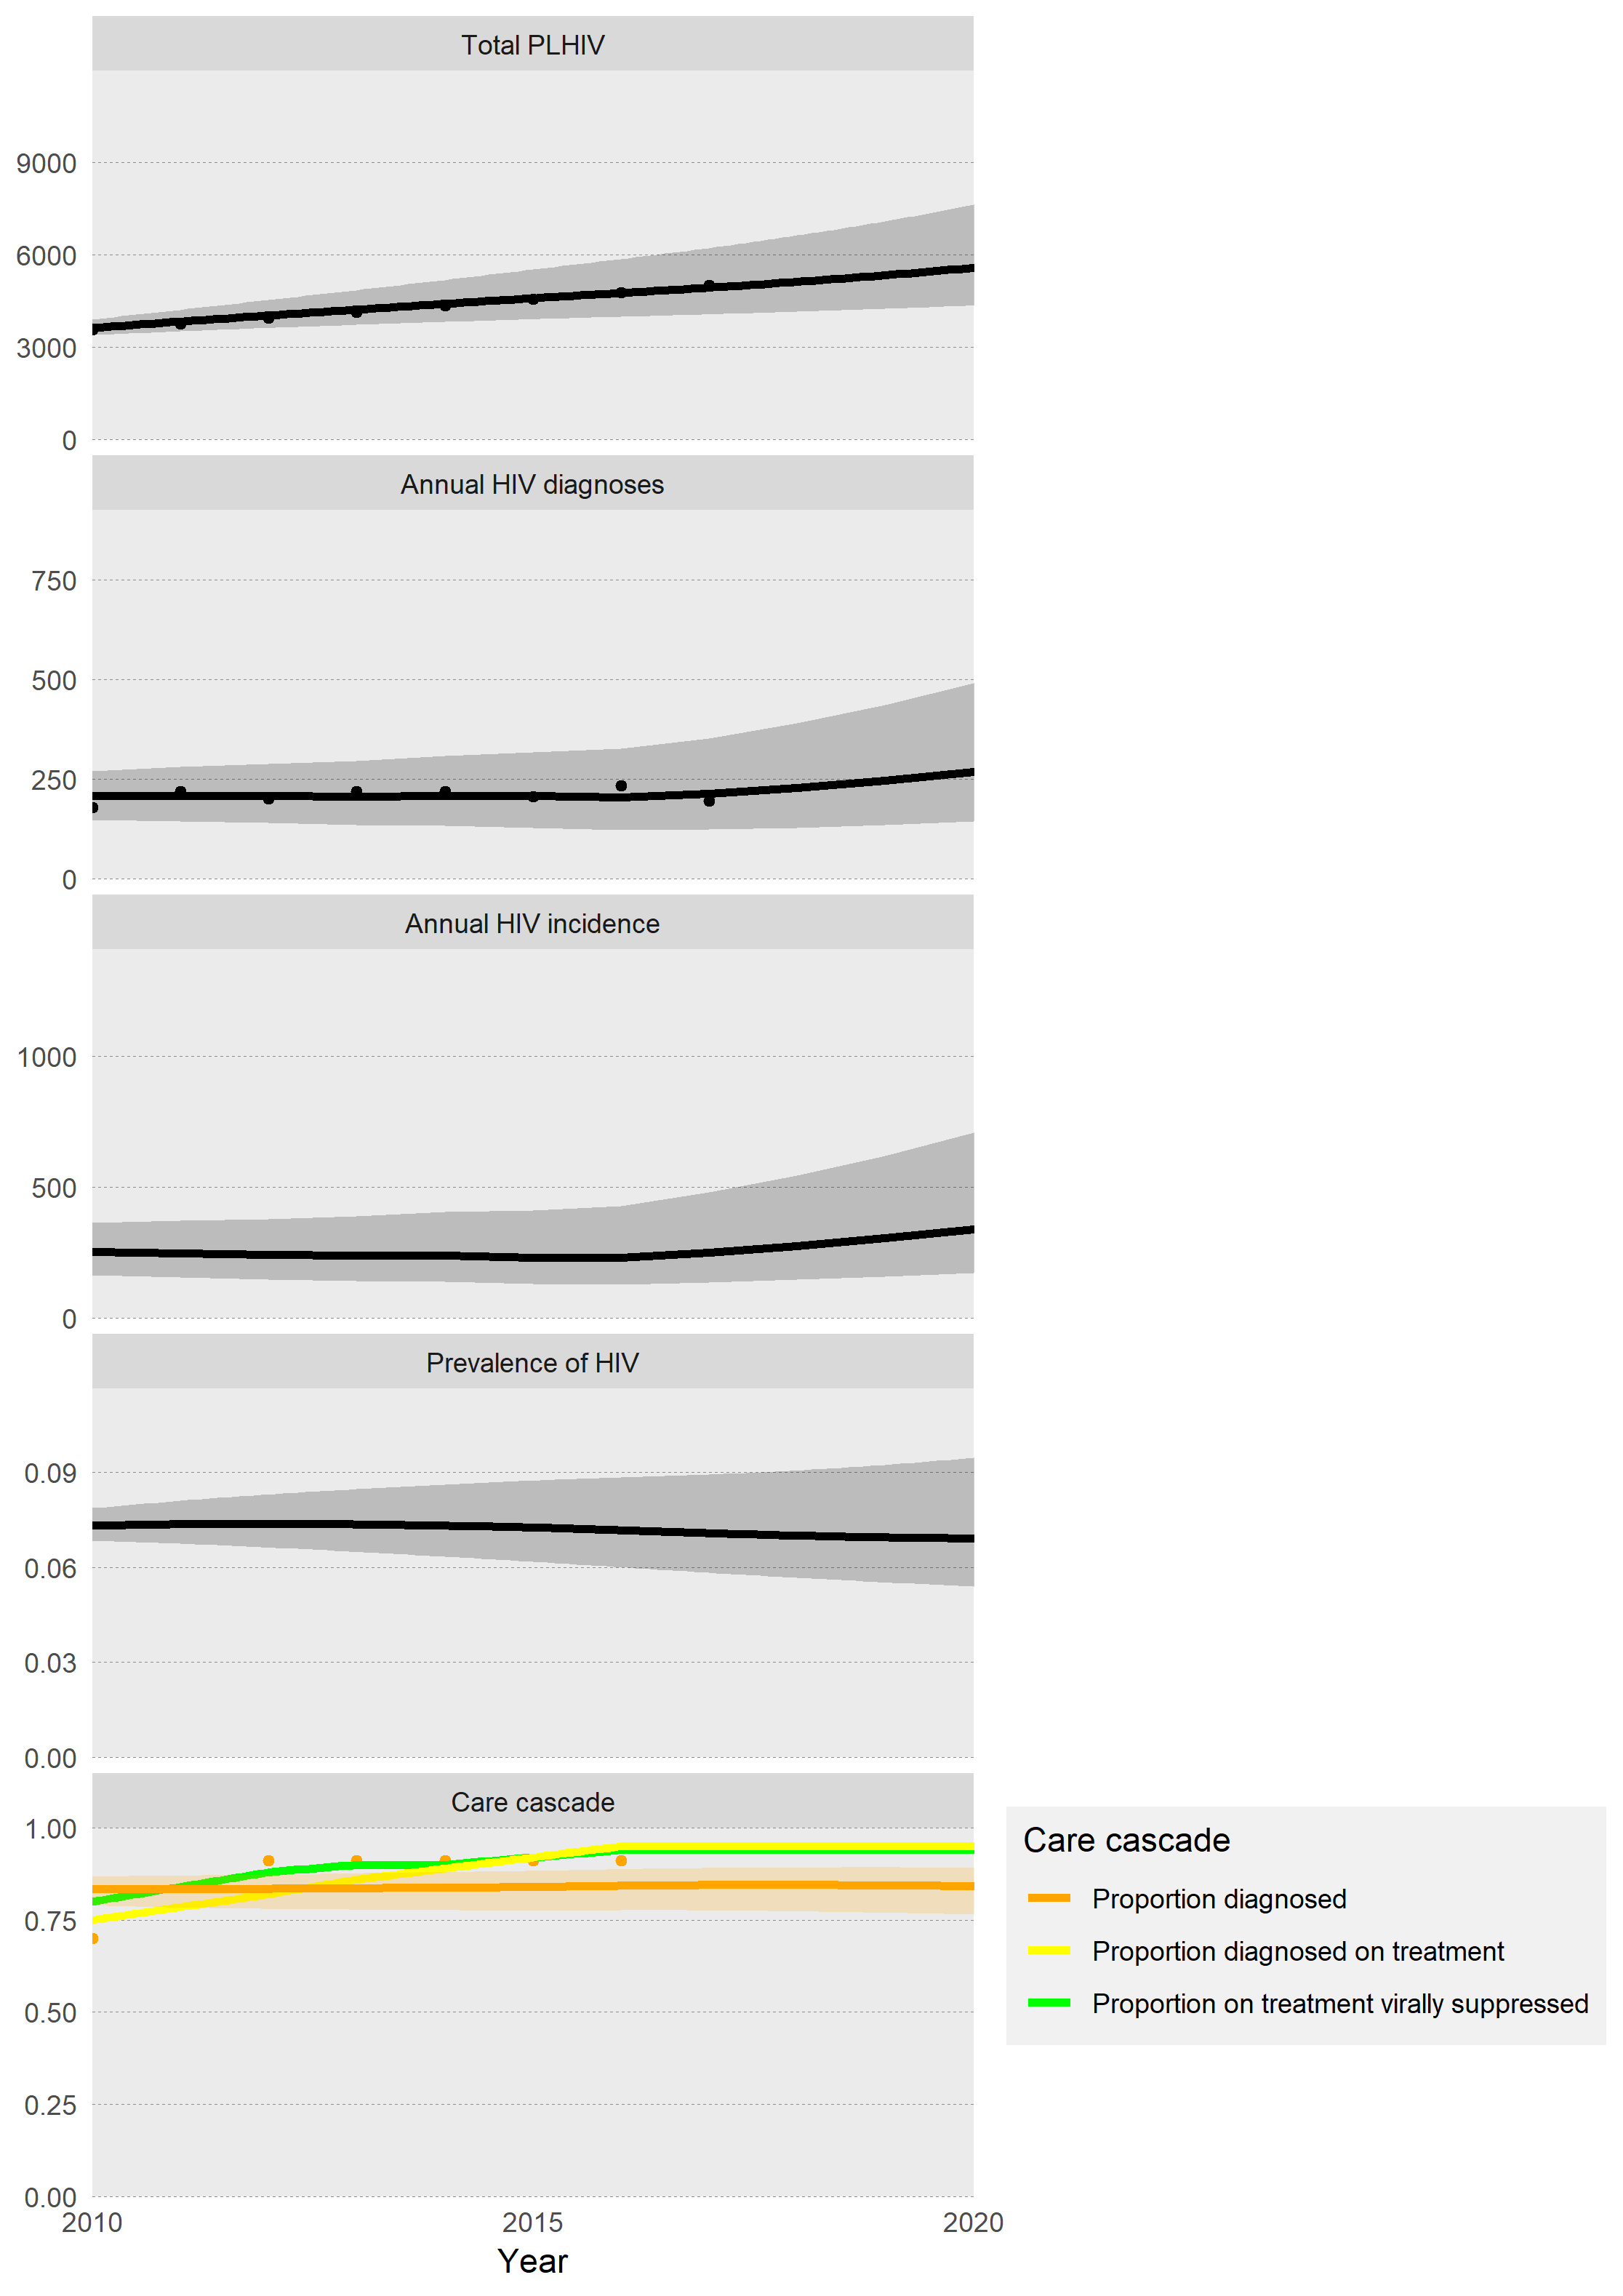 Total PLHIV
9000
6000
3000
0
Annual HIV diagnoses
750
500
250
0
Annual HIV incidence
1000
500
0
Prevalence of HIV
0.09
0.06
0.03
0.00
Care cascade
1.00
0.75
0.50
0.25
0.00
2010 2015 2020
Year
Care cascade
Proportion diagnosed
Proportion diagnosed on treatment
Proportion on treatment virally suppressed